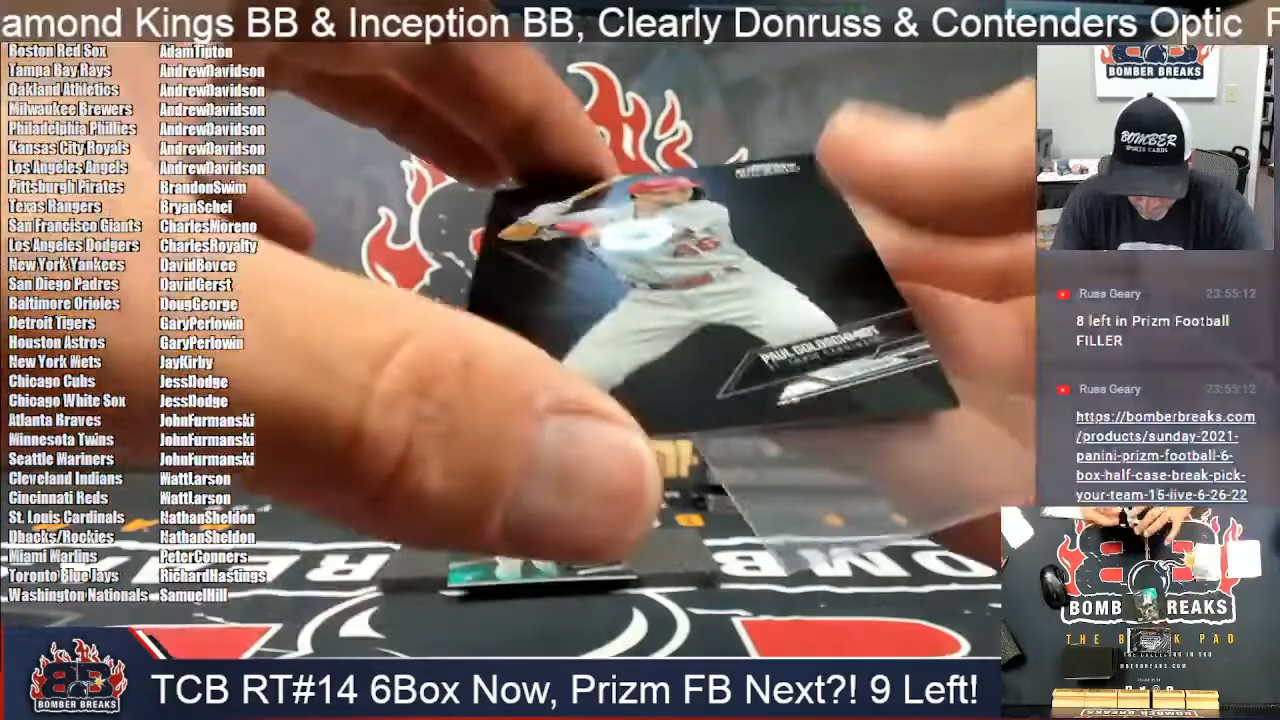 amond Kings BB & Inception BB, Clearly Donruss & Contenders Optic
Boston Red Sox AdamTipton
Tampa Bay Rays AndrewDavidson
Oakland Athletics AndrewDavidson
Milwaukee Brewers AndrewDavidson
Philadelphia Phillies AndrewDavidson
Kansas City Royals AndrewDavidson
Los Angeles Angels AndrewDavidson
Pittsburgh Pirates BrandonSwim
Texas Rangers BryanSchei
San Francisco Giants CharlesMoreno
Los Angeles Dodgers CharlesRoyalty
New York Yankees DavidBovee
San Diego Padres DavidGerst
Baltimore Orioles DougGeorge
Detroit Tigers GaryPerlowin
Houston Astros GaryPerlowin
New York Mets JayKirby
Chicago Cubs JessDodge
Chicago White Sox JessDodge
Atlanta Braves JohnFurmanski
Minnesota Twins JohnFurmanski
Seattle Mariners JohnFurmanski
Cleveland Indians WattLarson
Cincinnati Reds WattLarson
St. Louis Cardinals NathanSheldon
Dbacks/Rockies NathanSheldon
Miami Marlins PeterConners
Toronto Blue Jays RichardHastings
Washington Nationals SamuelHill
PAUL GOLDSCHMIDT
46
BOMBER BREAKS
BOMBER
SPORTS CARDS
Russ Geary 23:55:12
8 left in Prizm Football
FILLER
Russ Geary 23:55:12
https://bomberbreaks.com
/products/sunday-2021-
panini-prizm-football-6-
box-half-case-break-pick-
your-team-15-live-6-26-22
BOMB REAKS
THE B K PAD
BOMBER BREAKS
TCB RT#14 6Box Now, Prizm FB Next?! 9 Left!